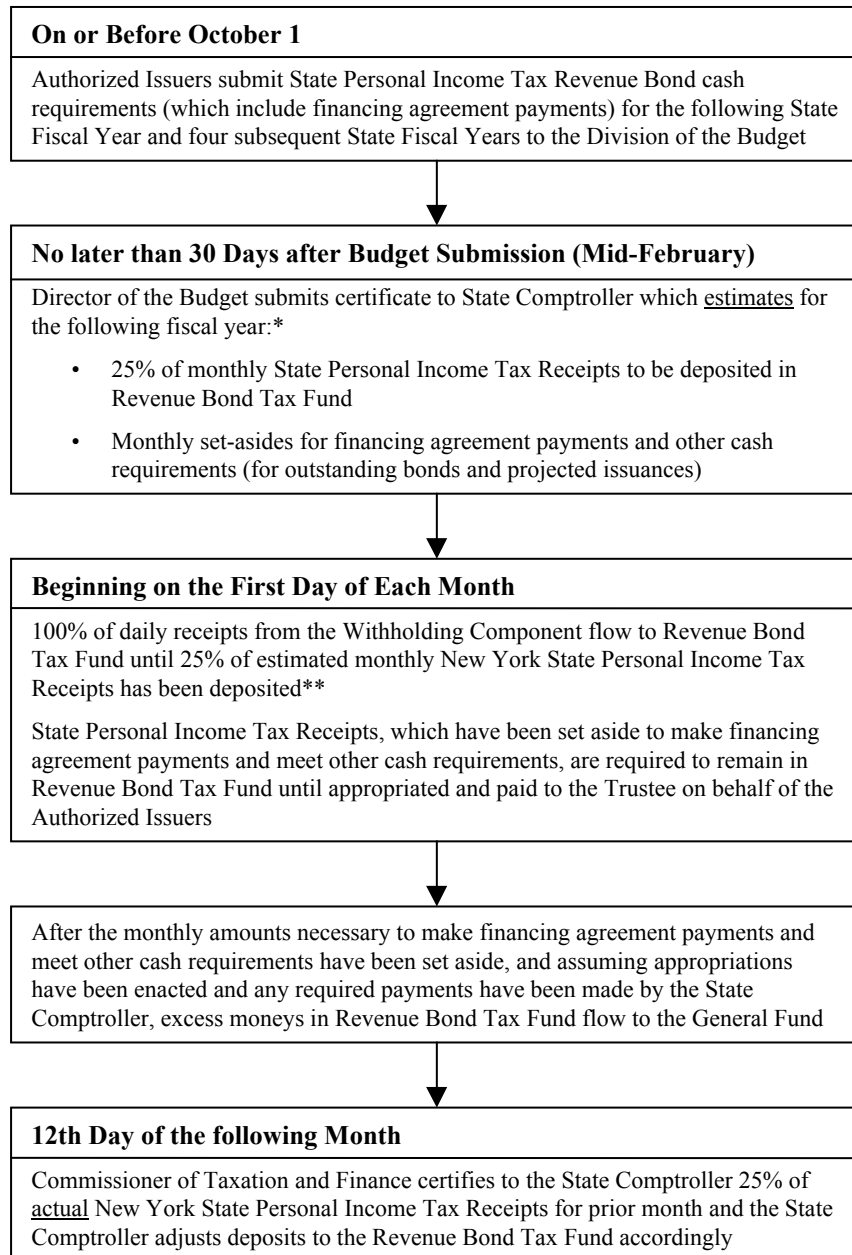 On or Before October 1
Authorized Issuers submit State Personal Income Tax Revenue Bond cash
requirements (which include financing agreement payments) for the following State
Fiscal Year and four subsequent State Fiscal Years to the Division of the Budget
No later than 30 Days after Budget Submission (Mid-February)
Director of the Budget submits certificate to State Comptroller which estimates for
the following fiscal year:*
• 25% of monthly State Personal Income Tax Receipts to be deposited in
Revenue Bond Tax Fund
• Monthly set-asides for financing agreement payments and other cash
requirements (for outstanding bonds and projected issuances)
Beginning on the First Day of Each Month
100% of daily receipts from the Withholding Component flow to Revenue Bond
Tax Fund until 25% of estimated monthly New York State Personal Income Tax
Receipts has been deposited**
State Personal Income Tax Receipts, which have been set aside to make financing
agreement payments and meet other cash requirements, are required to remain in
Revenue Bond Tax Fund until appropriated and paid to the Trustee on behalf of the
Authorized Issuers
After the monthly amounts necessary to make financing agreement payments and
meet other cash requirements have been set aside, and assuming appropriations
have been enacted and any required payments have been made by the State
Comptroller, excess moneys in Revenue Bond Tax Fund flow to the General Fund
12th Day of the following Month
Commissioner of Taxation and Finance certifies to the State Comptroller 25% of
actual New York State Personal Income Tax Receipts for prior month and the State
Comptroller adjusts deposits to the Revenue Bond Tax Fund accordingly